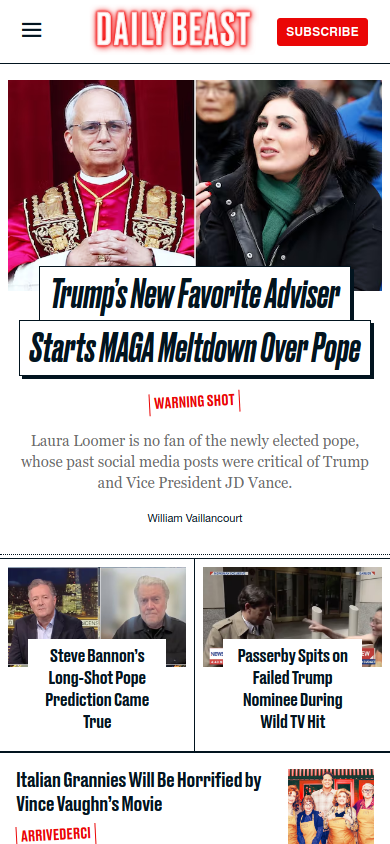 DAILY BEAST
SUBSCRIBE
Trump's New Favorite Adviser
Starts MAGA Meltdown Over Pope
WARNING SHOT
Laura Loomer is no fan of the newly elected pope,
whose past social media posts were critical of Trump
and Vice President JD Vance.
William Vaillancourt
Steve Bannon's
Long-Shot Pope
Prediction Came
True
Passerby Spits on
Failed Trump
Nominee During
Wild TV Hit
Italian Grannies Will Be Horrified by
Vince Vaughn's Movie
ARRIVEDERCI